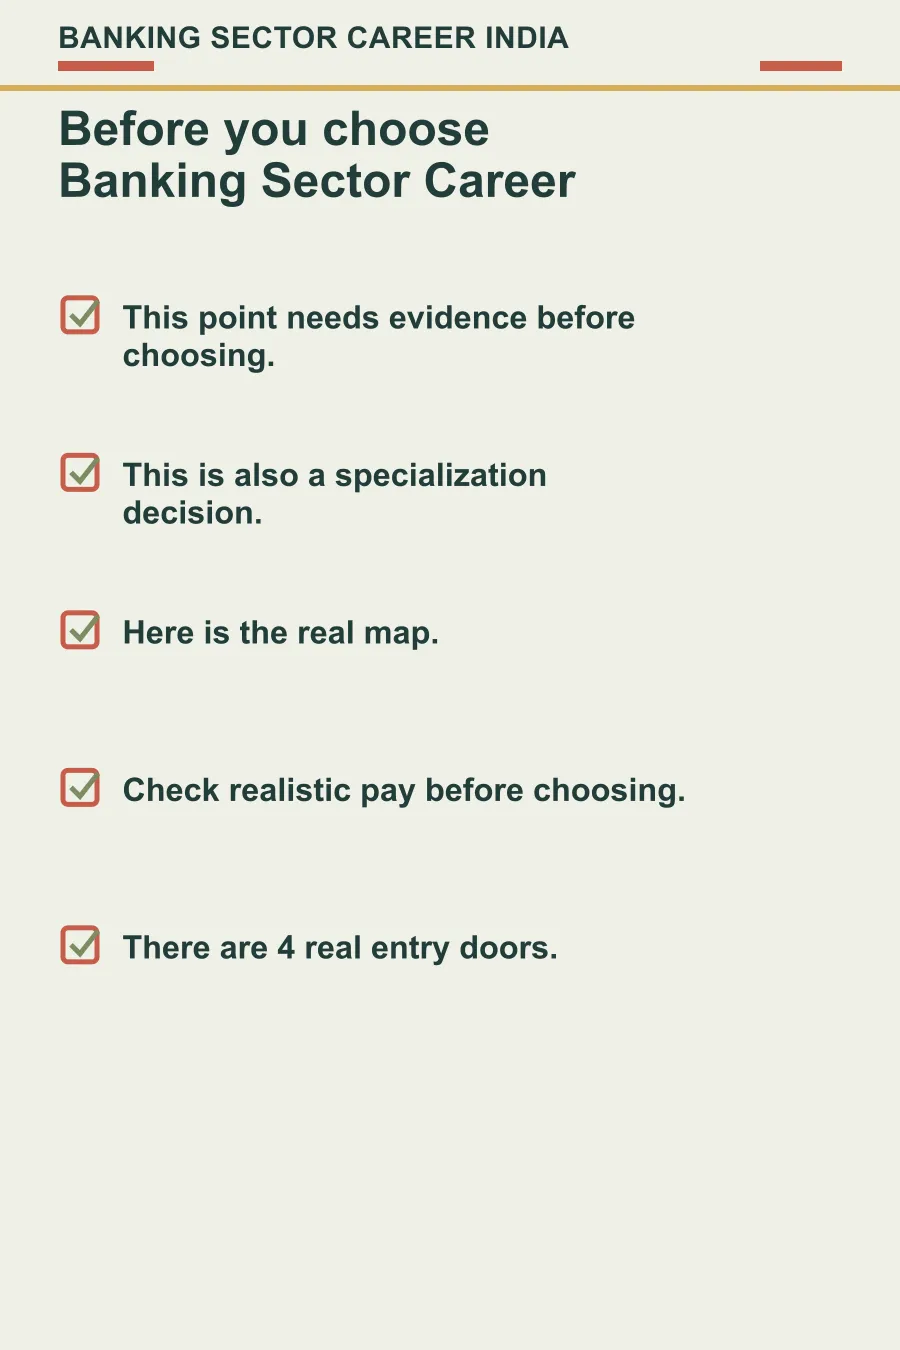 BANKING SECTOR CAREER INDIA
Before you choose
Banking Sector Career
This point needs evidence before
choosing.
This is also a specialization
decision.
Here is the real map.
Check realistic pay before choosing.
There are 4 real entry doors.